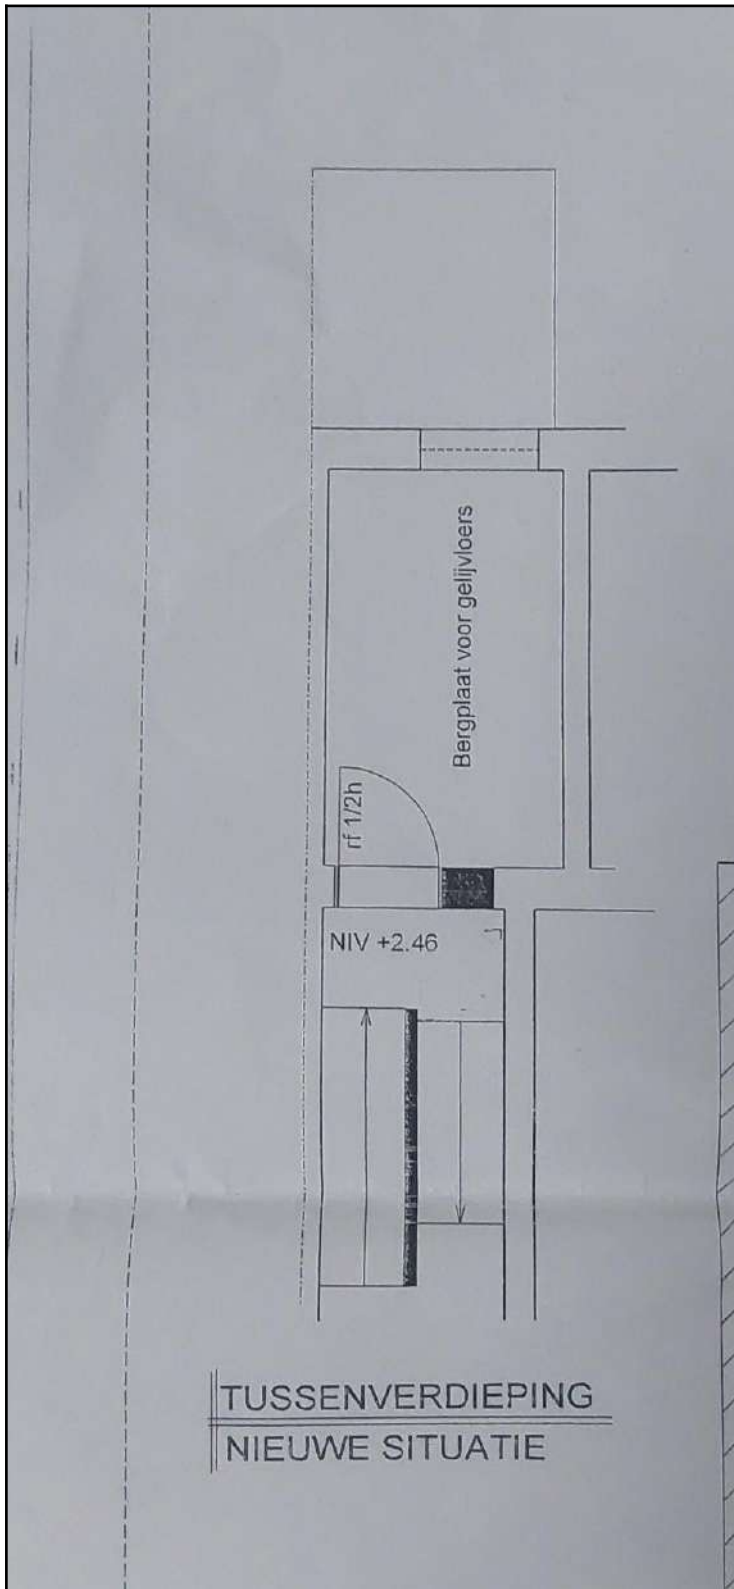 Bergplaat voor gelijvloers
rf 1/2h
NIV +2.46
TUSSENVERDIEPING
NIEUWE SITUATIE